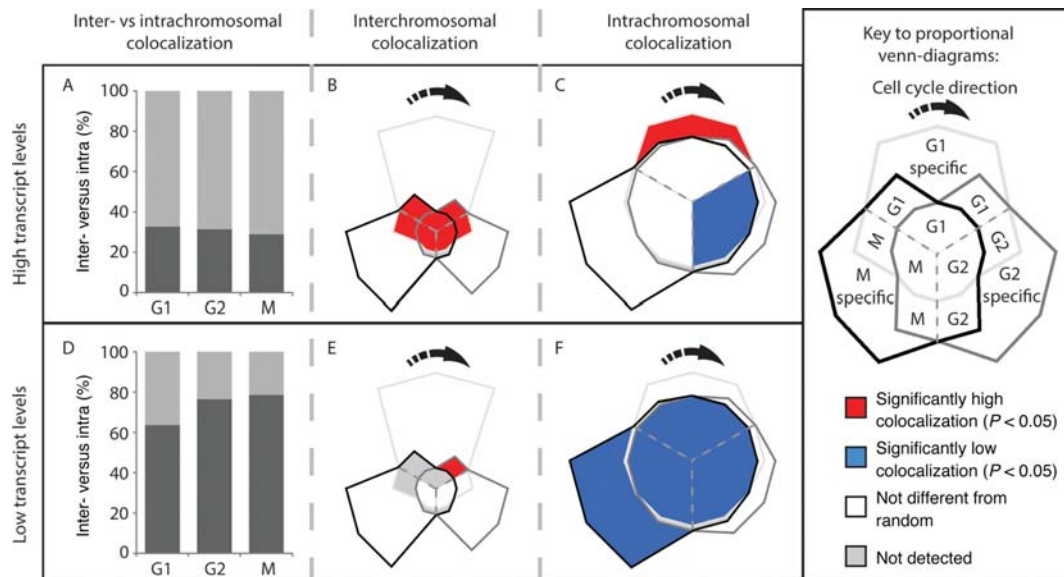 Inter- vs intrachromosomal
colocalization
Interchromosomal
colocalization
Intrachromosomal
colocalization
Key to proportional
venn-diagrams:
Cell cycle direction
High transcript levels
A
Inter- versus intra (%)
100
80
60
40
20
0
G1
G2
M
B
C
G1
specific
G1
G1
G1
M
G2
M
G2
M
specific
G2
specific
M
G2
Low transcript levels
D
Inter- versus intra (%)
100
80
60
40
20
0
G1
G2
M
E
F
Significantly high
colocalization (P < 0.05)
Significantly low
colocalization (P < 0.05)
Not different from
random
Not detected